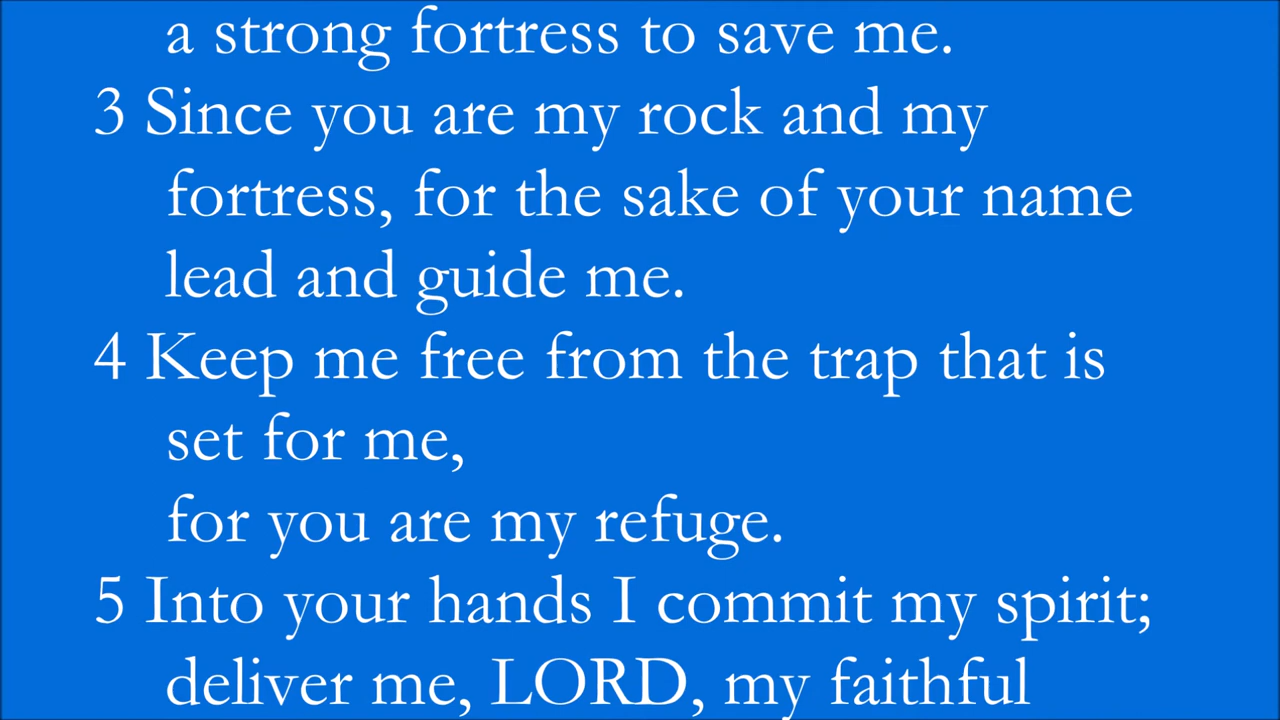 a strong fortress to save me.
3 Since you are my rock and my
fortress, for the sake of your name
lead and guide me.
4 Keep me free from the trap that is
set for me,
for you are my refuge.
5 Into your hands I commit my spirit;
deliver me, LORD, my faithful